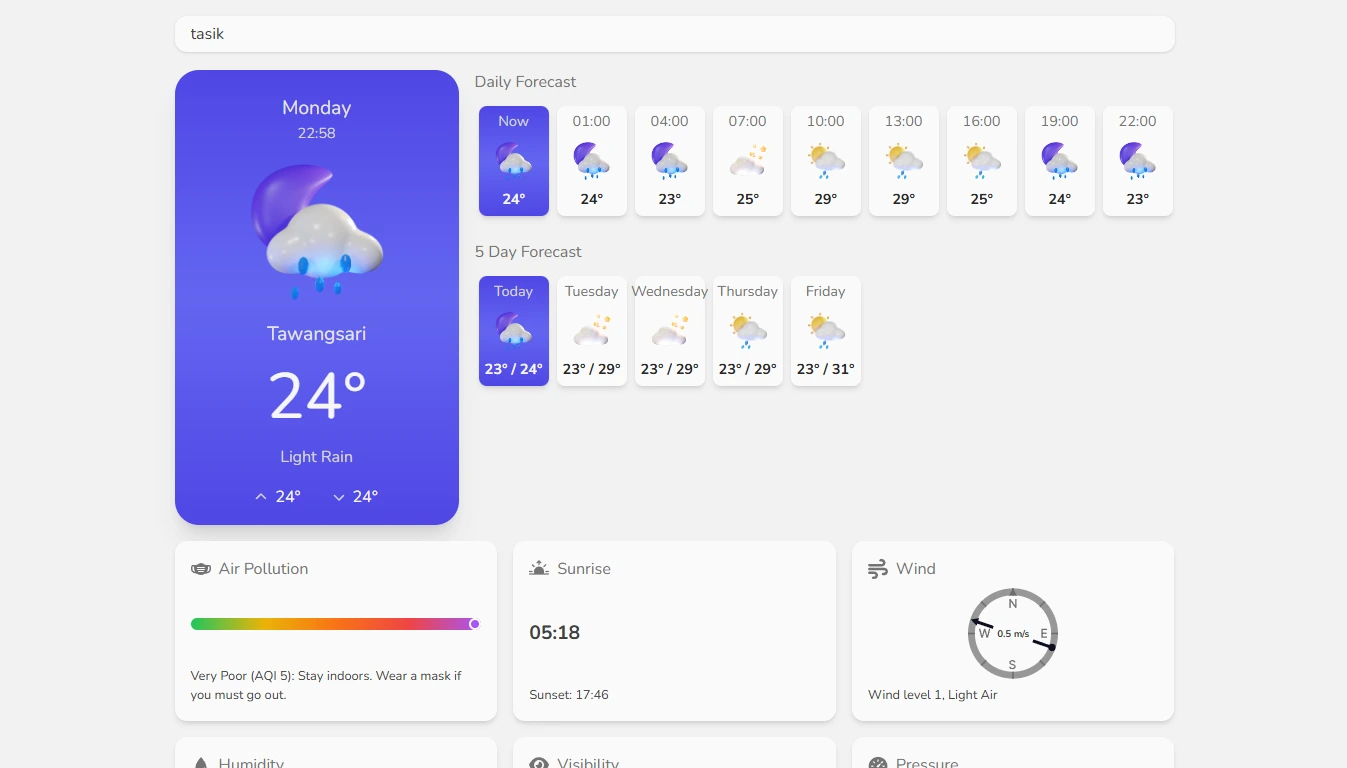 tasik
Monday
22:58
Tawangsari
24°
Light Rain
24° 24°
Daily Forecast
Now 01:00 04:00 07:00 10:00 13:00 16:00 19:00 22:00
24° 24° 23° 25° 29° 29° 25° 24° 23°
5 Day Forecast
Today Tuesday Wednesday Thursday Friday
23° / 24° 23° / 29° 23° / 29° 23° / 29° 23° / 31°
Air Pollution
Very Poor (AQI 5): Stay indoors. Wear a mask if
you must go out.
Sunrise
05:18
Sunset: 17:46
Wind
N
W 0.5 m/s E
S
Wind level 1, Light Air
Humidity
Visibility
Pressure